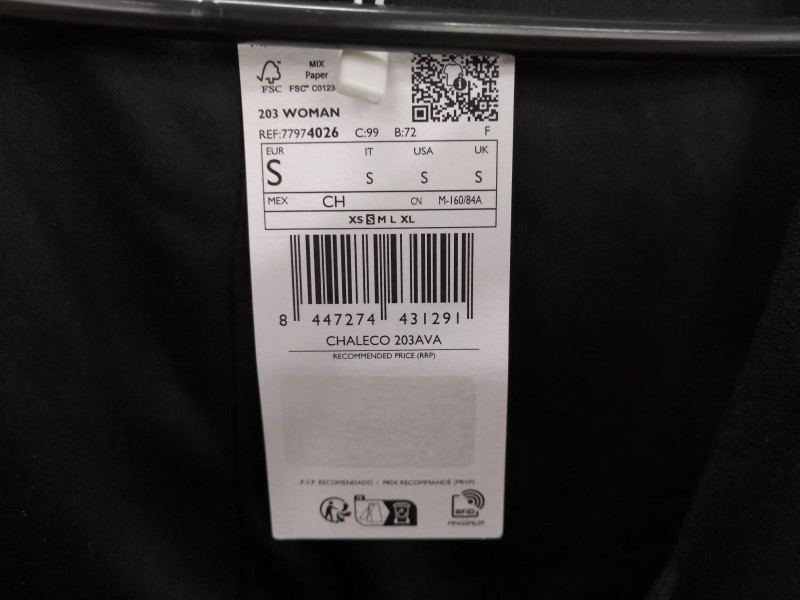 MIX
Paper
FSC FSC® C0123
203 WOMAN
REF:77974026 C:99 B:72 F
EUR IT USA UK
S S S S
MEX CH CN M-160/84A
XS S M L XL
8 447274 431291
CHALECO 203AVA
RECOMMENDED PRICE (RRP)
P.V.P. RECOMENDADO / PRIX RECOMMANDÉ (PRVP)
RFID